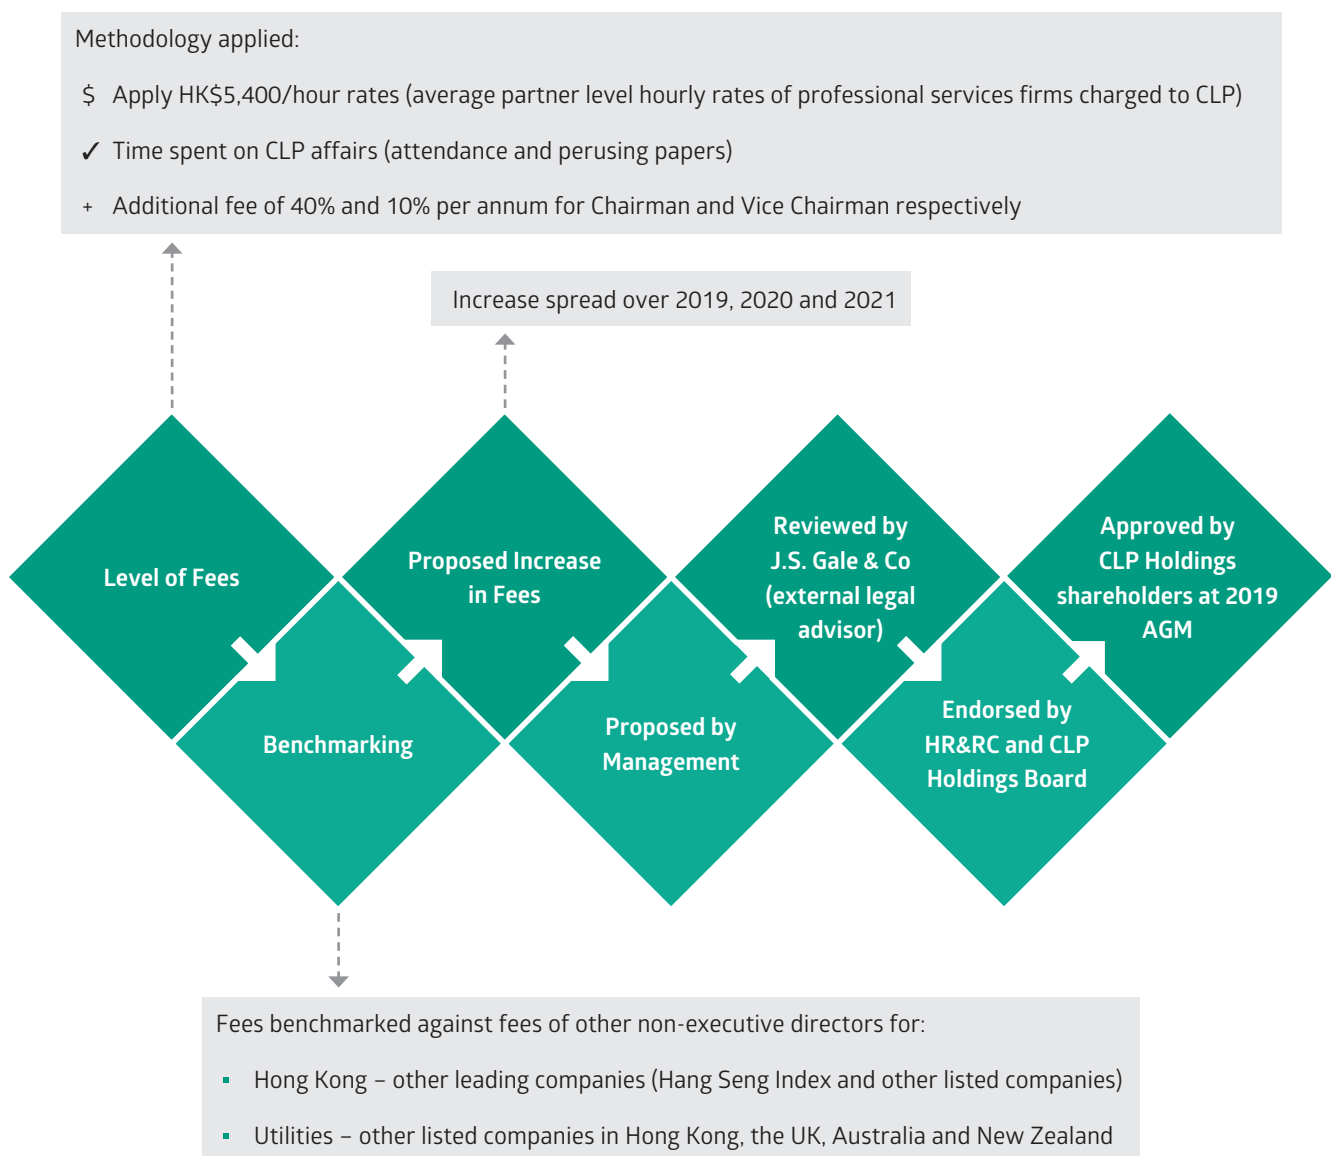 Methodology applied:
$ Apply HK$5,400/hour rates (average partner level hourly rates of professional services firms charged to CLP)
✓ Time spent on CLP affairs (attendance and perusing papers)
+ Additional fee of 40% and 10% per annum for Chairman and Vice Chairman respectively
Increase spread over 2019, 2020 and 2021
Level of Fees
Benchmarking
Proposed Increase
in Fees
Proposed by
Management
Reviewed by
J.S. Gale & Co
(external legal
advisor)
Endorsed by
HR&RC and CLP
Holdings Board
Approved by
CLP Holdings
shareholders at 2019
AGM
Fees benchmarked against fees of other non-executive directors for:
▪ Hong Kong – other leading companies (Hang Seng Index and other listed companies)
▪ Utilities – other listed companies in Hong Kong, the UK, Australia and New Zealand